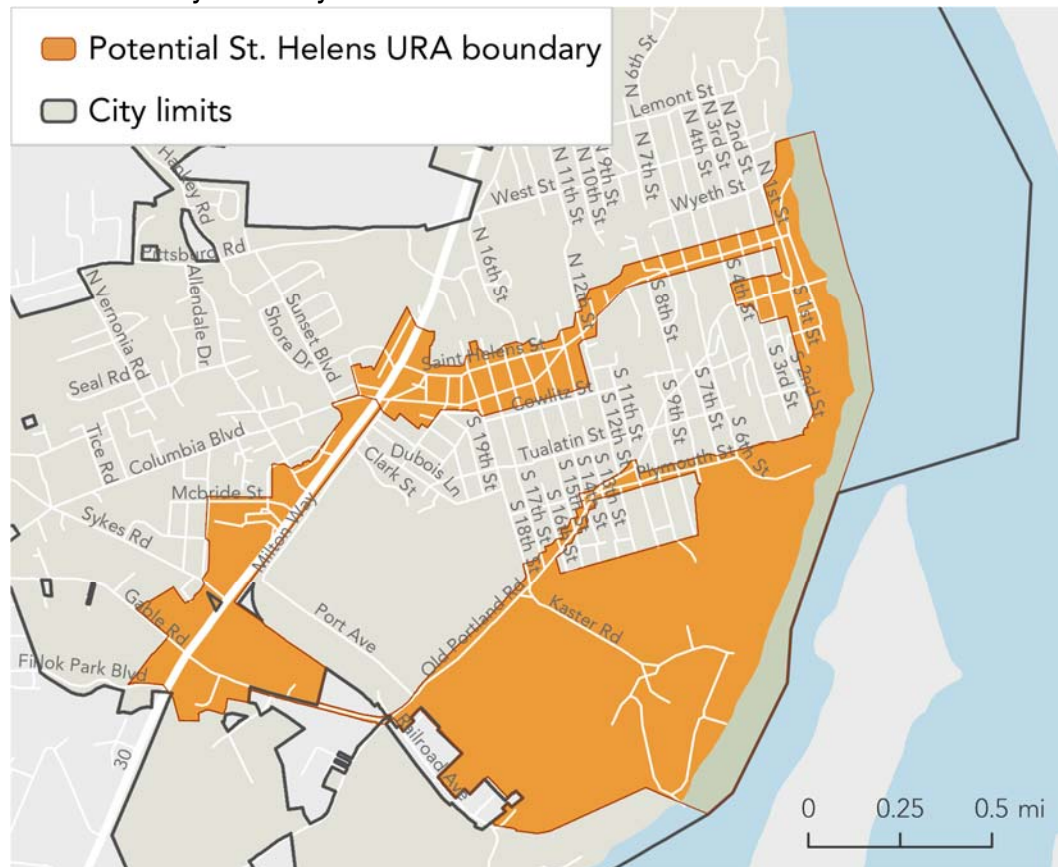 Potential St. Helens URA boundary
City limits
N 6th St
Lemont St
N 2nd St
N 3rd St
N 4th St
N 7th St
N 9th St
N 10th St
N 11th St
West St
Wyeth St
N 1st St
Hankey Rd
Pittsburg Rd
N 16th St
N 12th St
N Vernonia Rd
Allendale Dr
Sunset Blvd
Shore Dr
S 8th St
S 4th St
S 1st St
Saint Helens St
Seal Rd
Cowlitz St
S 2nd St
S 3rd St
S 11th St
S 12th St
S 9th St
S 7th St
S 6th St
Tice Rd
Columbia Blvd
S 19th St
Tualatin St
Dubois Ln
Clark St
Plymouth St
Mcbride St
S 13th St
S 14th St
S 15th St
S 16th St
S 17th St
S 18th St
Sykes Rd
Milton Way
Gable Rd
Port Ave
Old Portland Rd
Kaster Rd
Firlok Park Blvd
Railroad Ave
30
0 0.25 0.5 mi